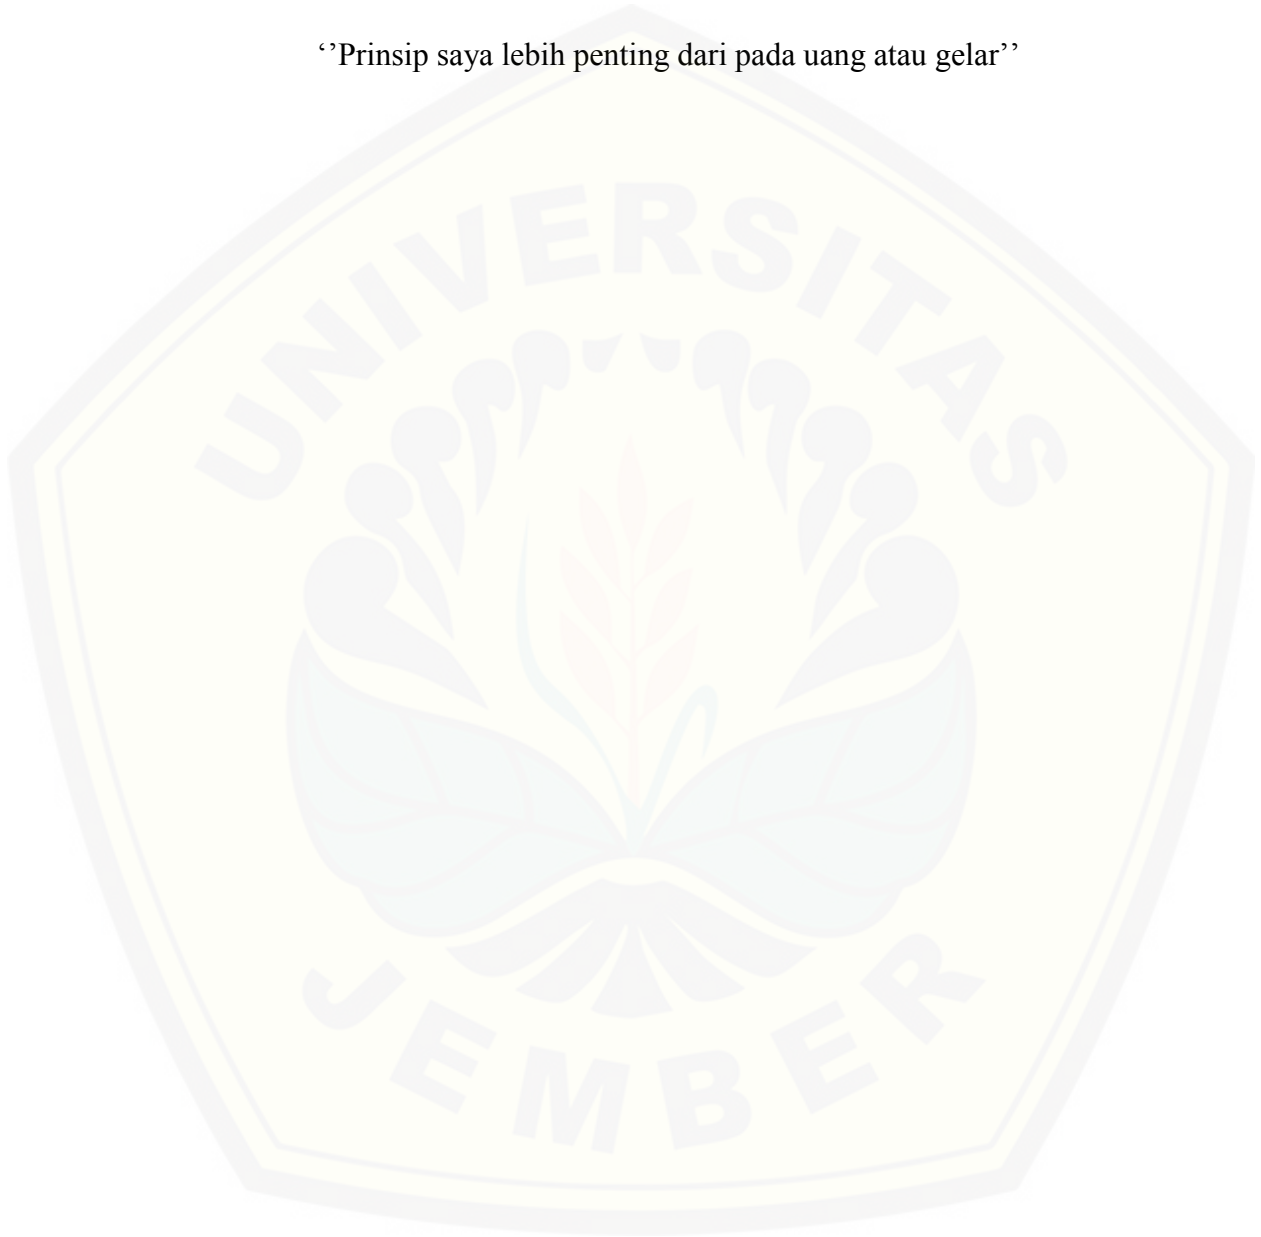 ‘’Prinsip saya lebih penting dari pada uang atau gelar’’
UNIVERSITAS
JEMBER